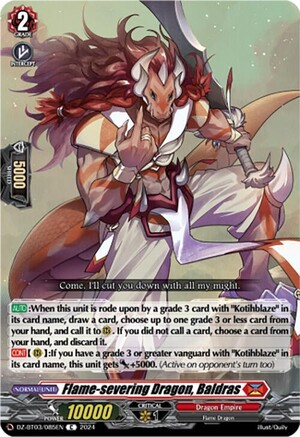 2
GRADE
INTERCEPT
5000
SHIELD
Come. I'll cut you down with all my might.
AUTO :When this unit is rode upon by a grade 3 card with "Kotihblaze" in
its card name, draw a card, choose up to one grade 3 or less card from
your hand, and call it to . If you did not call a card, choose a card from
your hand, and discard it.
CONT [ ]:If you have a grade 3 or greater vanguard with "Kotihblaze" in
its card name, this unit gets +5000. (Active on opponent's turn too)
NORMAL UNIT Flame-severing Dragon, Baldras
POWER 10000 CRITICAL 1 Dragon Empire
Flame Dragon
DZ-BT03/085EN C 2024